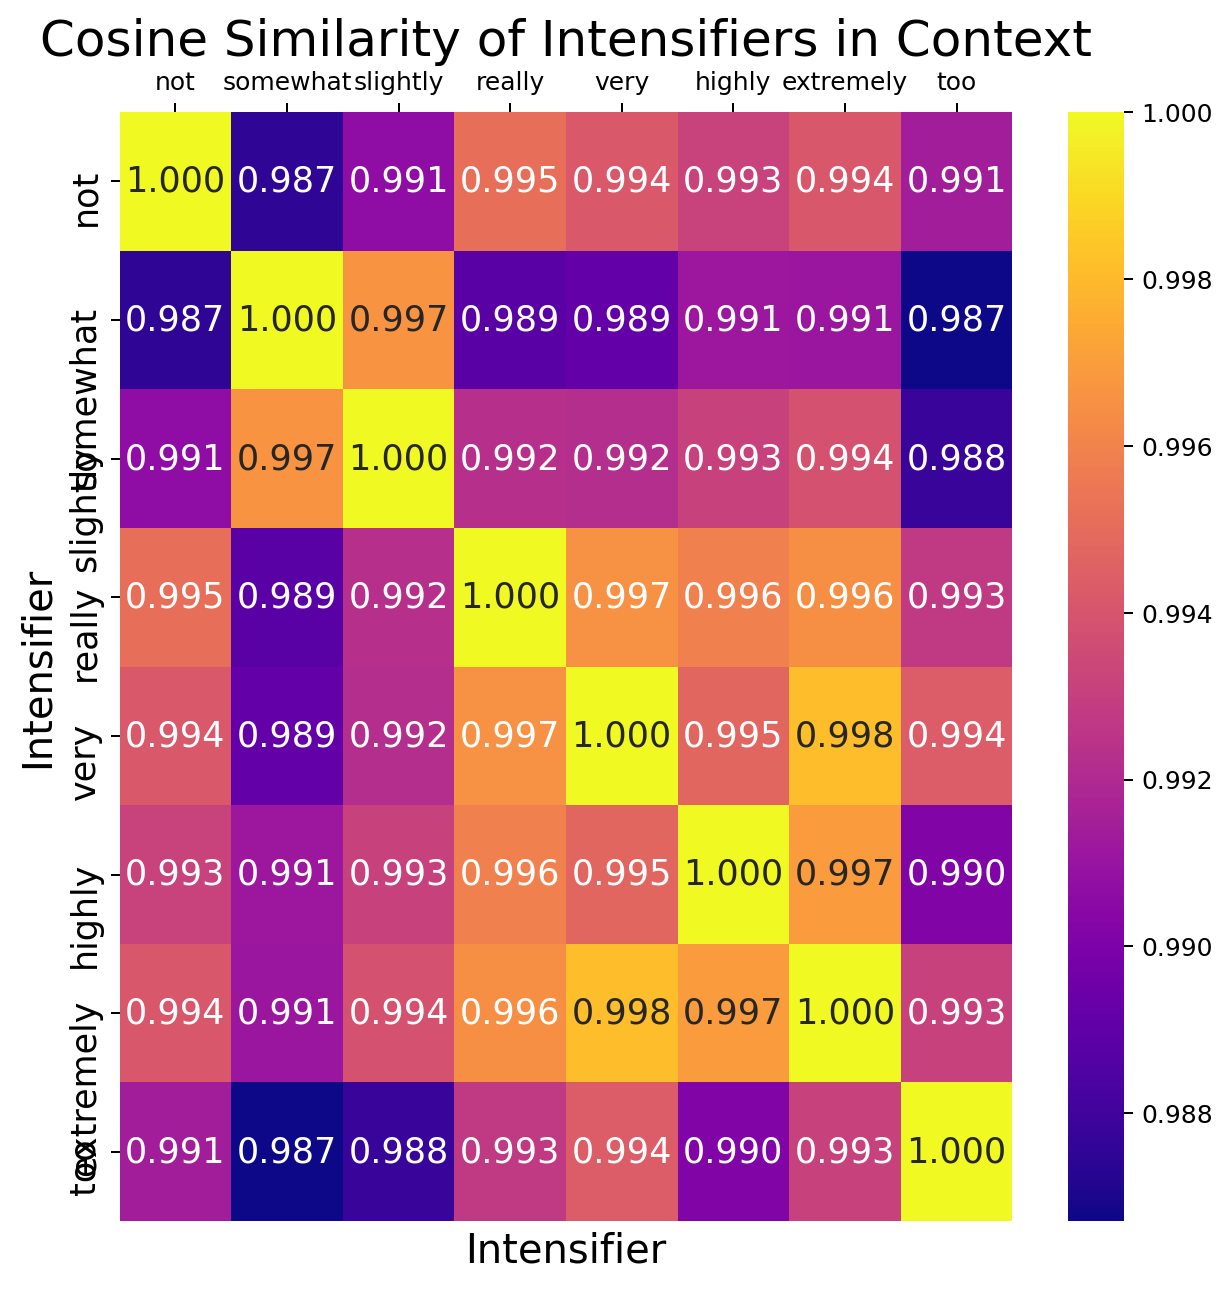 Cosine Similarity of Intensifiers in Context
not somewhat slightly really very highly extremely too
not 1.000 0.987 0.991 0.995 0.994 0.993 0.994 0.991
somewhat 0.987 1.000 0.997 0.989 0.989 0.991 0.991 0.987
slightly 0.991 0.997 1.000 0.992 0.992 0.993 0.994 0.988
really 0.995 0.989 0.992 1.000 0.997 0.996 0.996 0.993
very 0.994 0.989 0.992 0.997 1.000 0.995 0.998 0.994
highly 0.993 0.991 0.993 0.996 0.995 1.000 0.997 0.990
extremely 0.994 0.991 0.994 0.996 0.998 0.997 1.000 0.993
too 0.991 0.987 0.988 0.993 0.994 0.990 0.993 1.000
Intensifier
Intensifier
1.000
0.998
0.996
0.994
0.992
0.990
0.988